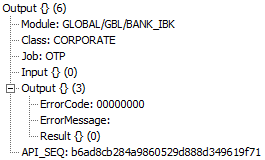 Output {} (6)
Module: GLOBAL/GBL/BANK_IBK
Class: CORPORATE
Job: OTP
Input {} (0)
Output {} (3)
ErrorCode: 00000000
ErrorMessage:
Result {} (0)
API_SEQ: b6ad8cb284a9860529d888d349619f71